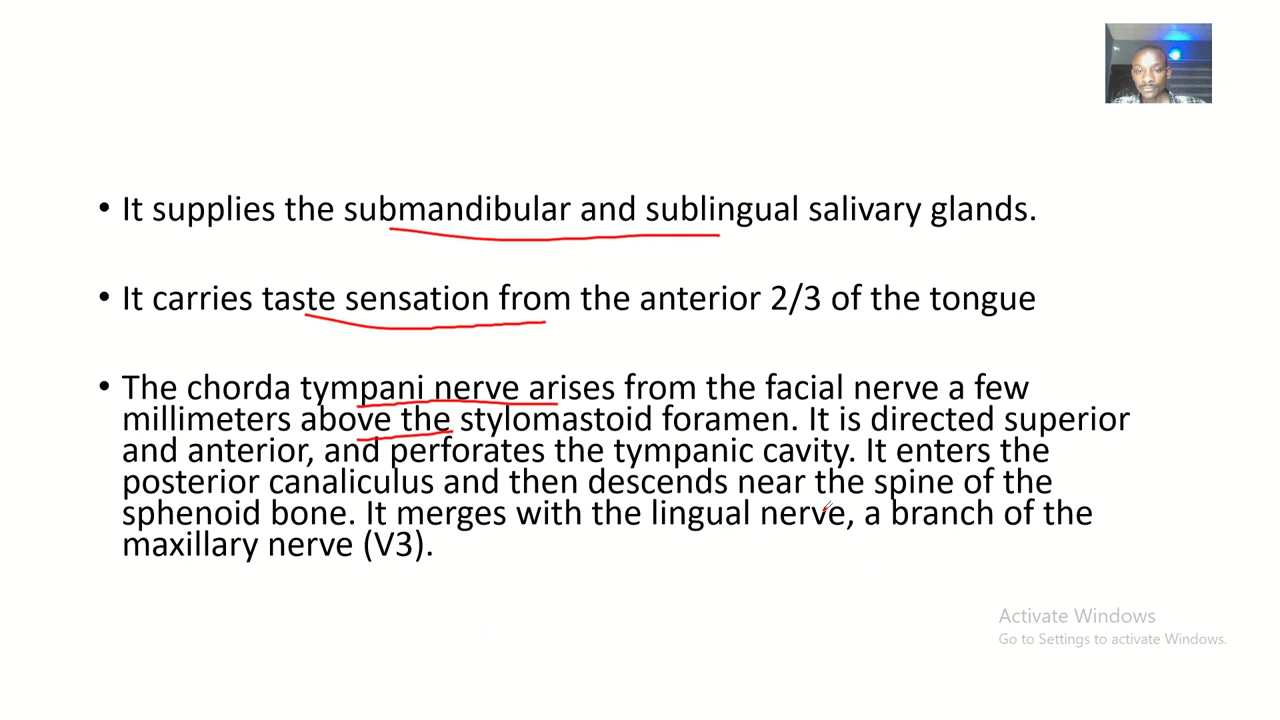 • It supplies the submandibular and sublingual salivary glands.
• It carries taste sensation from the anterior 2/3 of the tongue
• The chorda tympani nerve arises from the facial nerve a few
millimeters above the stylomastoid foramen. It is directed superior
and anterior, and perforates the tympanic cavity. It enters the
posterior canaliculus and then descends near the spine of the
sphenoid bone. It merges with the lingual nerve, a branch of the
maxillary nerve (V3).
Activate Windows
Go to Settings to activate Windows.